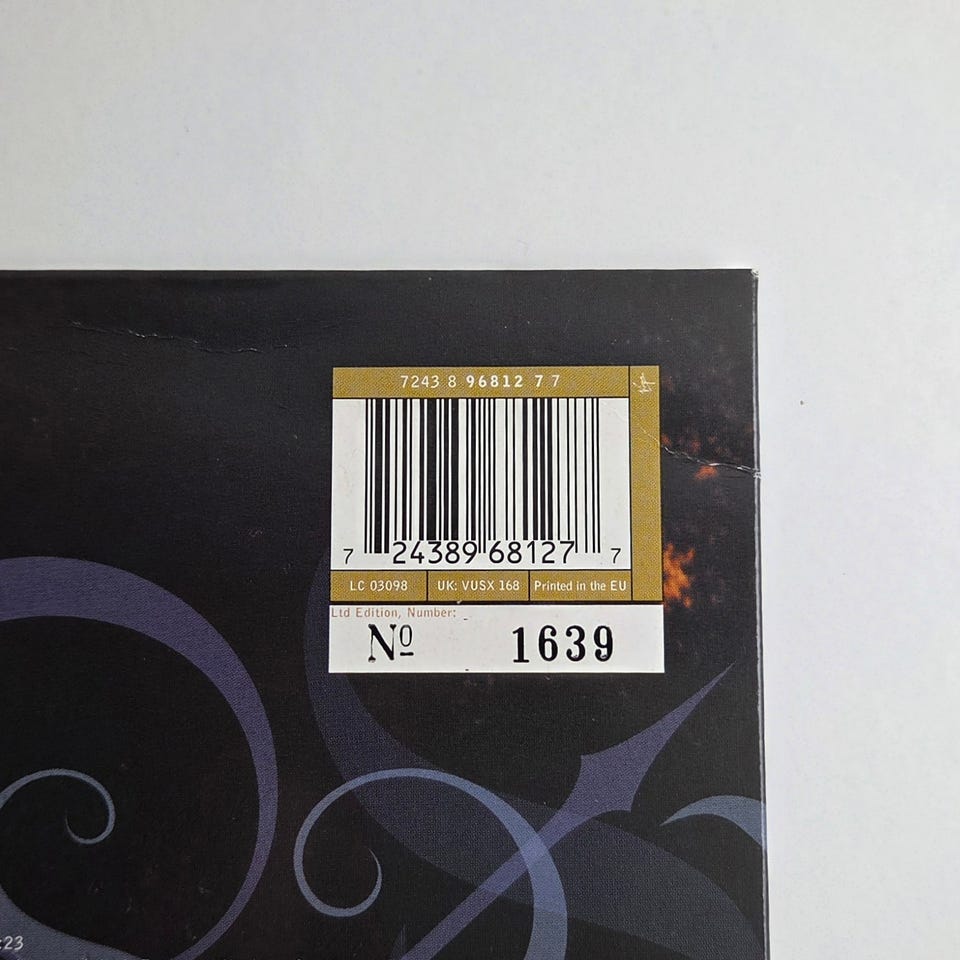 7243 8 96812 7 7
7 24389 68127 7
LC 03098 UK: VUSX 168 Printed in the EU
Ltd Edition, Number:
Nº 1639
:23